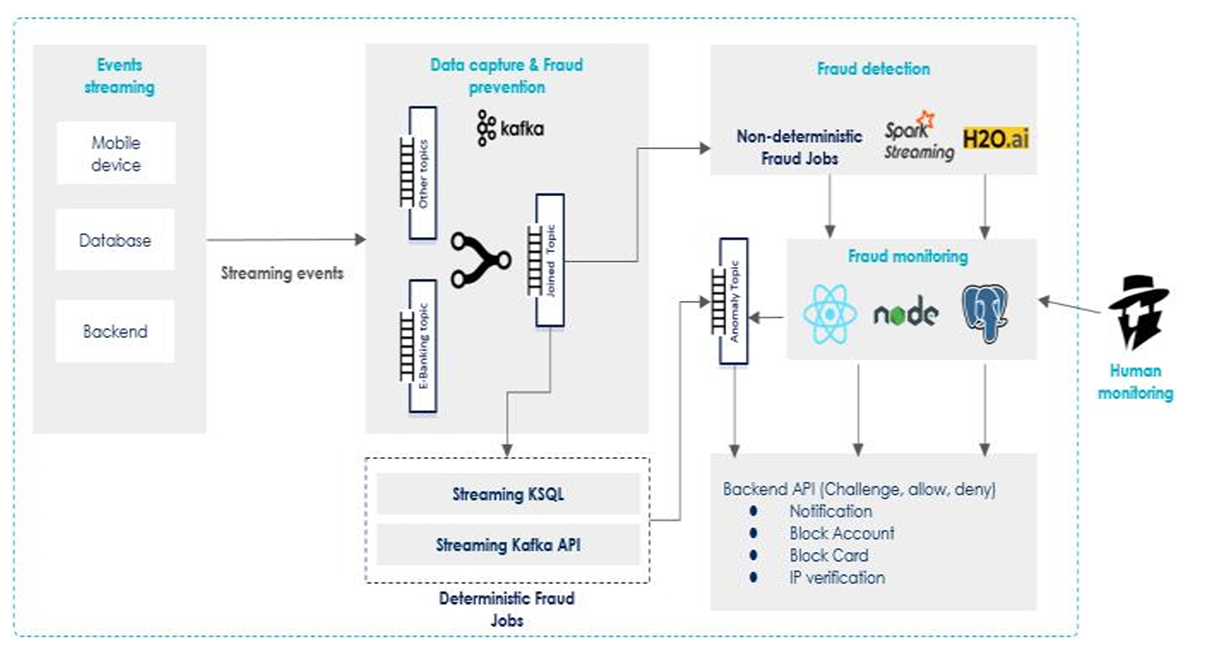 Events
streaming
Mobile
device
Database
Backend
Streaming events
Data capture & Fraud
prevention
kafka
Other topics
Joined Topic
E-Banking topic
Streaming KSQL
Streaming Kafka API
Deterministic Fraud
Jobs
Fraud detection
Non-deterministic
Fraud Jobs
Spark
Streaming
H2O.ai
Fraud monitoring
node
Anomaly Topic
Human
monitoring
Backend API (Challenge, allow, deny)
● Notification
● Block Account
● Block Card
● IP verification